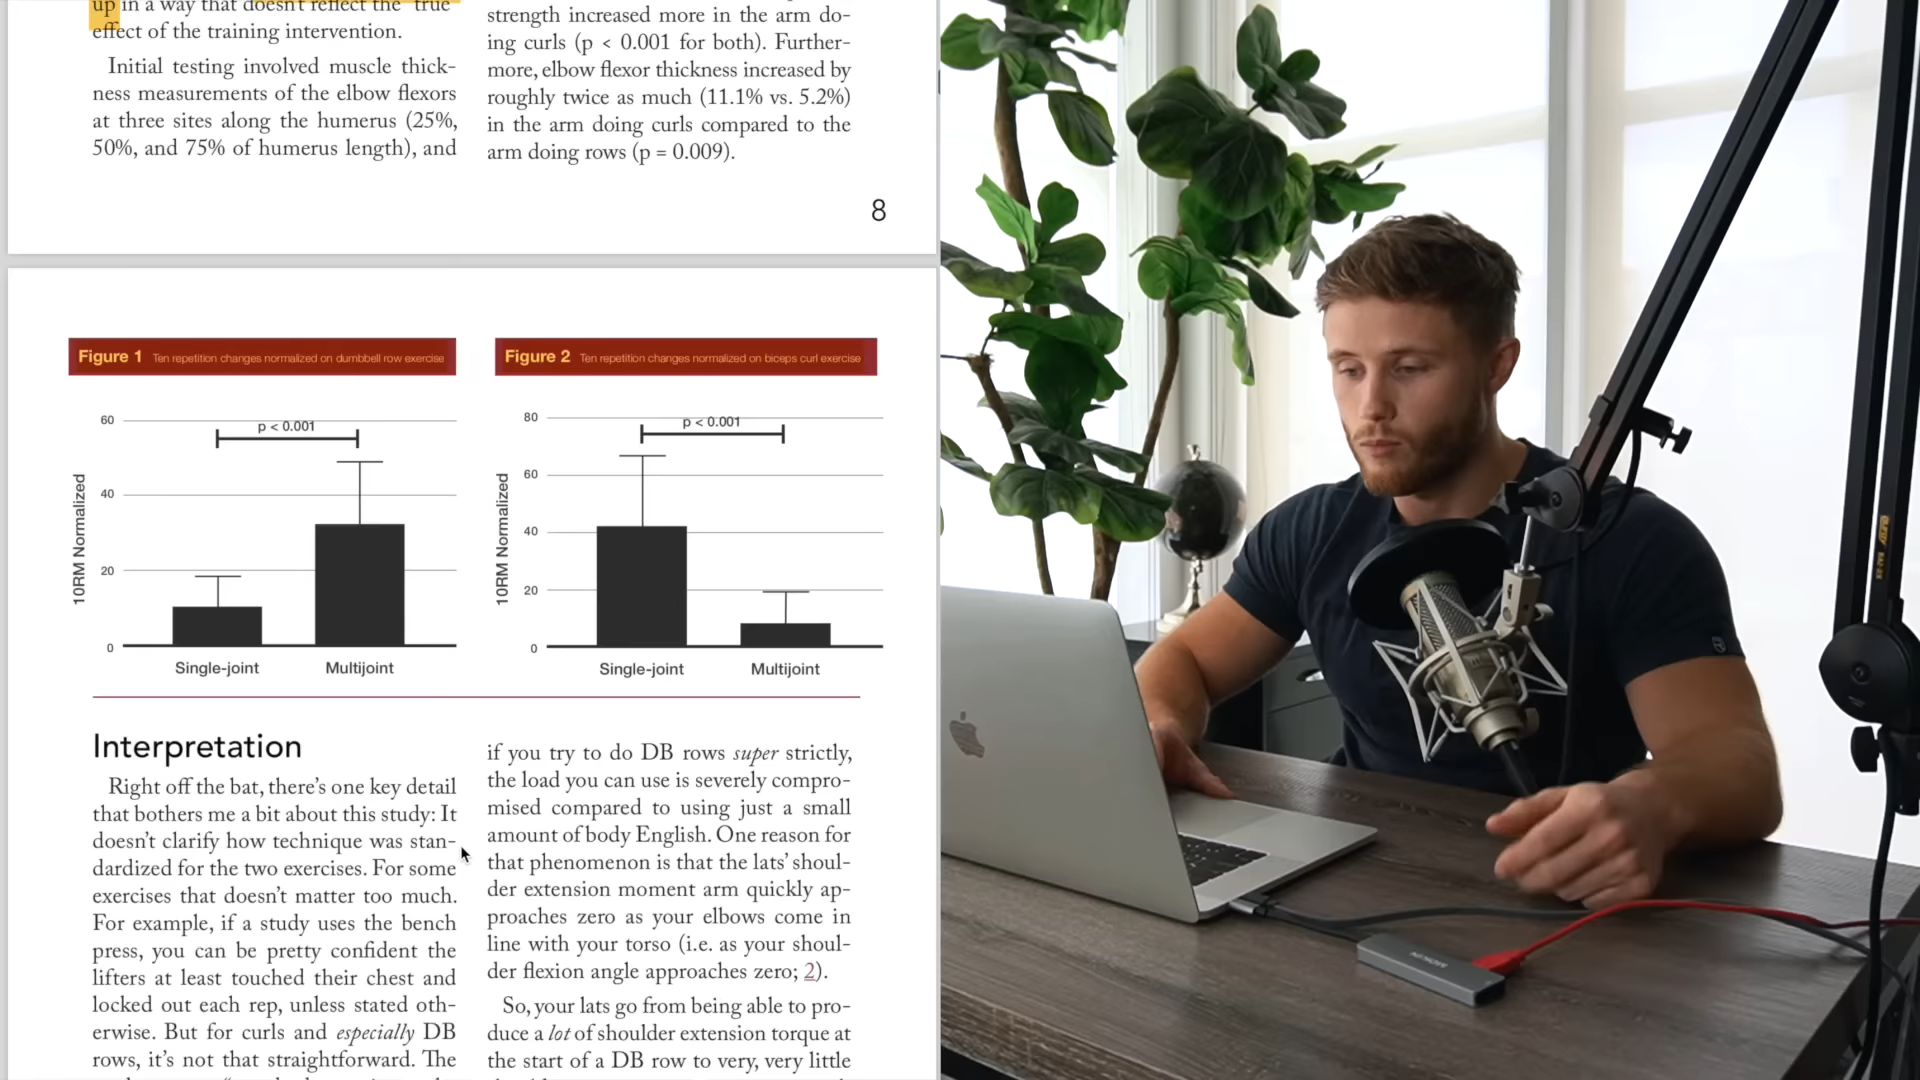 up in a way that doesn't reflect the "true"
effect of the training intervention.
Initial testing involved muscle thick-
ness measurements of the elbow flexors
at three sites along the humerus (25%,
50%, and 75% of humerus length), and
strength increased more in the arm do-
ing curls (p < 0.001 for both). Further-
more, elbow flexor thickness increased by
roughly twice as much (11.1% vs. 5.2%)
in the arm doing curls compared to the
arm doing rows (p = 0.009).
8
Figure 1 Ten repetition changes normalized on dumbbell row exercise
60
p < 0.001
40
20
0
10RM Normalized
Single-joint
Multijoint
Figure 2 Ten repetition changes normalized on biceps curl exercise
80
p < 0.001
60
40
20
0
10RM Normalized
Single-joint
Multijoint
Interpretation
Right off the bat, there's one key detail
that bothers me a bit about this study: It
doesn't clarify how technique was stan-
dardized for the two exercises. For some
exercises that doesn't matter too much.
For example, if a study uses the bench
press, you can be pretty confident the
lifters at least touched their chest and
locked out each rep, unless stated oth-
erwise. But for curls and especially DB
rows, it's not that straightforward. The
if you try to do DB rows super strictly,
the load you can use is severely compro-
mised compared to using just a small
amount of body English. One reason for
that phenomenon is that the lats' shoul-
der extension moment arm quickly ap-
proaches zero as your elbows come in
line with your torso (i.e. as your shoul-
der flexion angle approaches zero; 2).
So, your lats go from being able to pro-
duce a lot of shoulder extension torque at
the start of a DB row to very, very little